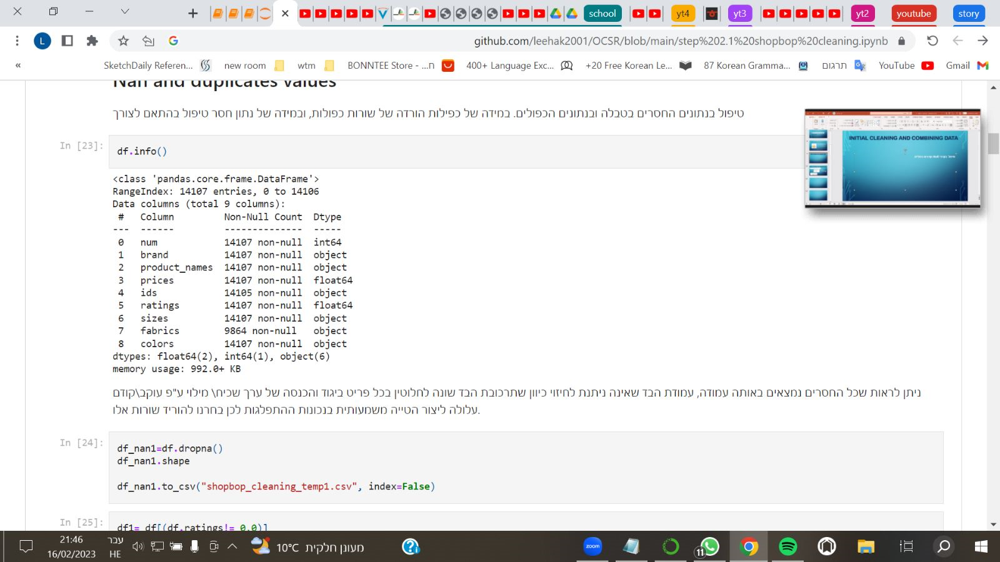 school
yt4
yt3
yt2
youtube
story
L
github.com/leehak2001/OCSR/blob/main/step%202.1%20shopbop%20cleaning.ipynb
«
SketchDaily Referen...
new room
wtm
BONNTEE Store - ...ח
400+ Language Exc...
+20 Free Korean Le...
87 Korean Gramma...
תרגום
YouTube
Gmail
Nan and duplicates values
טיפול בנתונים החסרים בטבלה ובנתונים הכפולים. במידה של כפילות הורדה של שורות כפולות, ובמידה של נתון חסר טיפול בהתאם לצורך
INITIAL CLEANING AND COMBINING DATA
In [23]:
df.info()
<class 'pandas.core.frame.DataFrame'>
RangeIndex: 14107 entries, 0 to 14106
Data columns (total 9 columns):
# Column Non-Null Count Dtype
--- ------ -------------- -----
0 num 14107 non-null int64
1 brand 14107 non-null object
2 product_names 14107 non-null object
3 prices 14107 non-null float64
4 ids 14105 non-null object
5 ratings 14107 non-null float64
6 sizes 14107 non-null object
7 fabrics 9864 non-null object
8 colors 14107 non-null object
dtypes: float64(2), int64(1), object(6)
memory usage: 992.0+ KB
ניתן לראות שכל החסרים נמצאים באותה עמודה, עמודת הבד שאינה ניתנת לחיזוי כיוון שתרכובת הבד שונה לחלוטין בכל פריט ביגוד והכנסה של ערך שכיח\ מילוי ע"פ עוקב\קודם
עלולה ליצור הטייה משמעותית בנכונות ההתפלגות לכן בחרנו להוריד שורות אלו.
In [24]:
df_nan1=df.dropna()
df_nan1.shape
df_nan1.to_csv("shopbop_cleaning_temp1.csv", index=False)
In [25]:
df1= df[(df.ratings!= 0.0)]
21:46
16/02/2023
עבר
HE
10°C מעונן חלקית
zoom
11